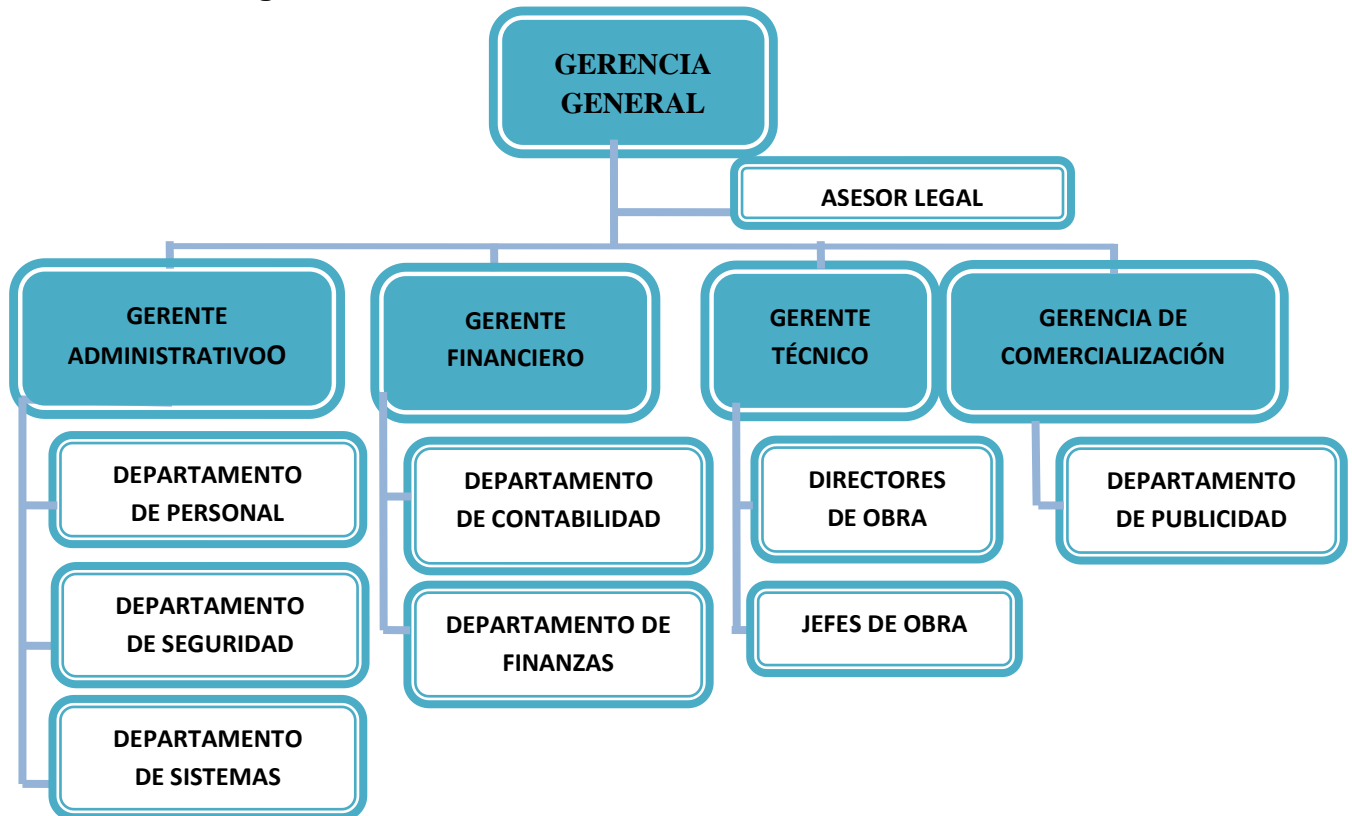 GERENCIA
GENERAL
ASESOR LEGAL
GERENTE
ADMINISTRATIVOO
GERENTE
FINANCIERO
GERENTE
TÉCNICO
GERENCIA DE
COMERCIALIZACIÓN
DEPARTAMENTO
DE PERSONAL
DEPARTAMENTO
DE SEGURIDAD
DEPARTAMENTO
DE SISTEMAS
DEPARTAMENTO
DE CONTABILIDAD
DEPARTAMENTO DE
FINANZAS
DIRECTORES
DE OBRA
JEFES DE OBRA
DEPARTAMENTO
DE PUBLICIDAD